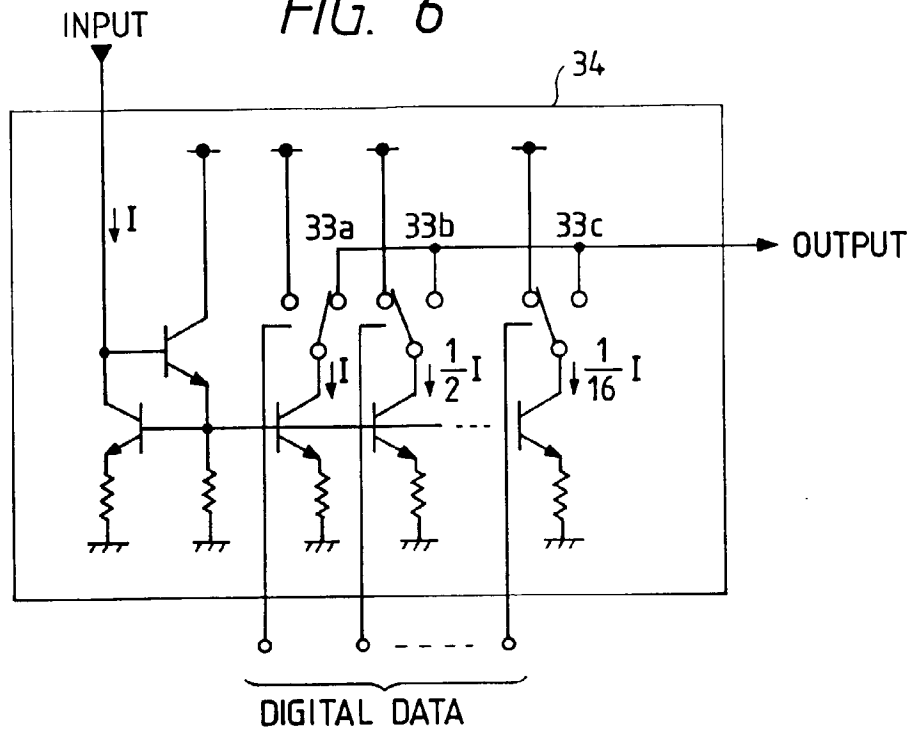 FIG. 6
INPUT
34
I
33a
33b
33c
OUTPUT
I
1/2 I
1/16 I
DIGITAL DATA